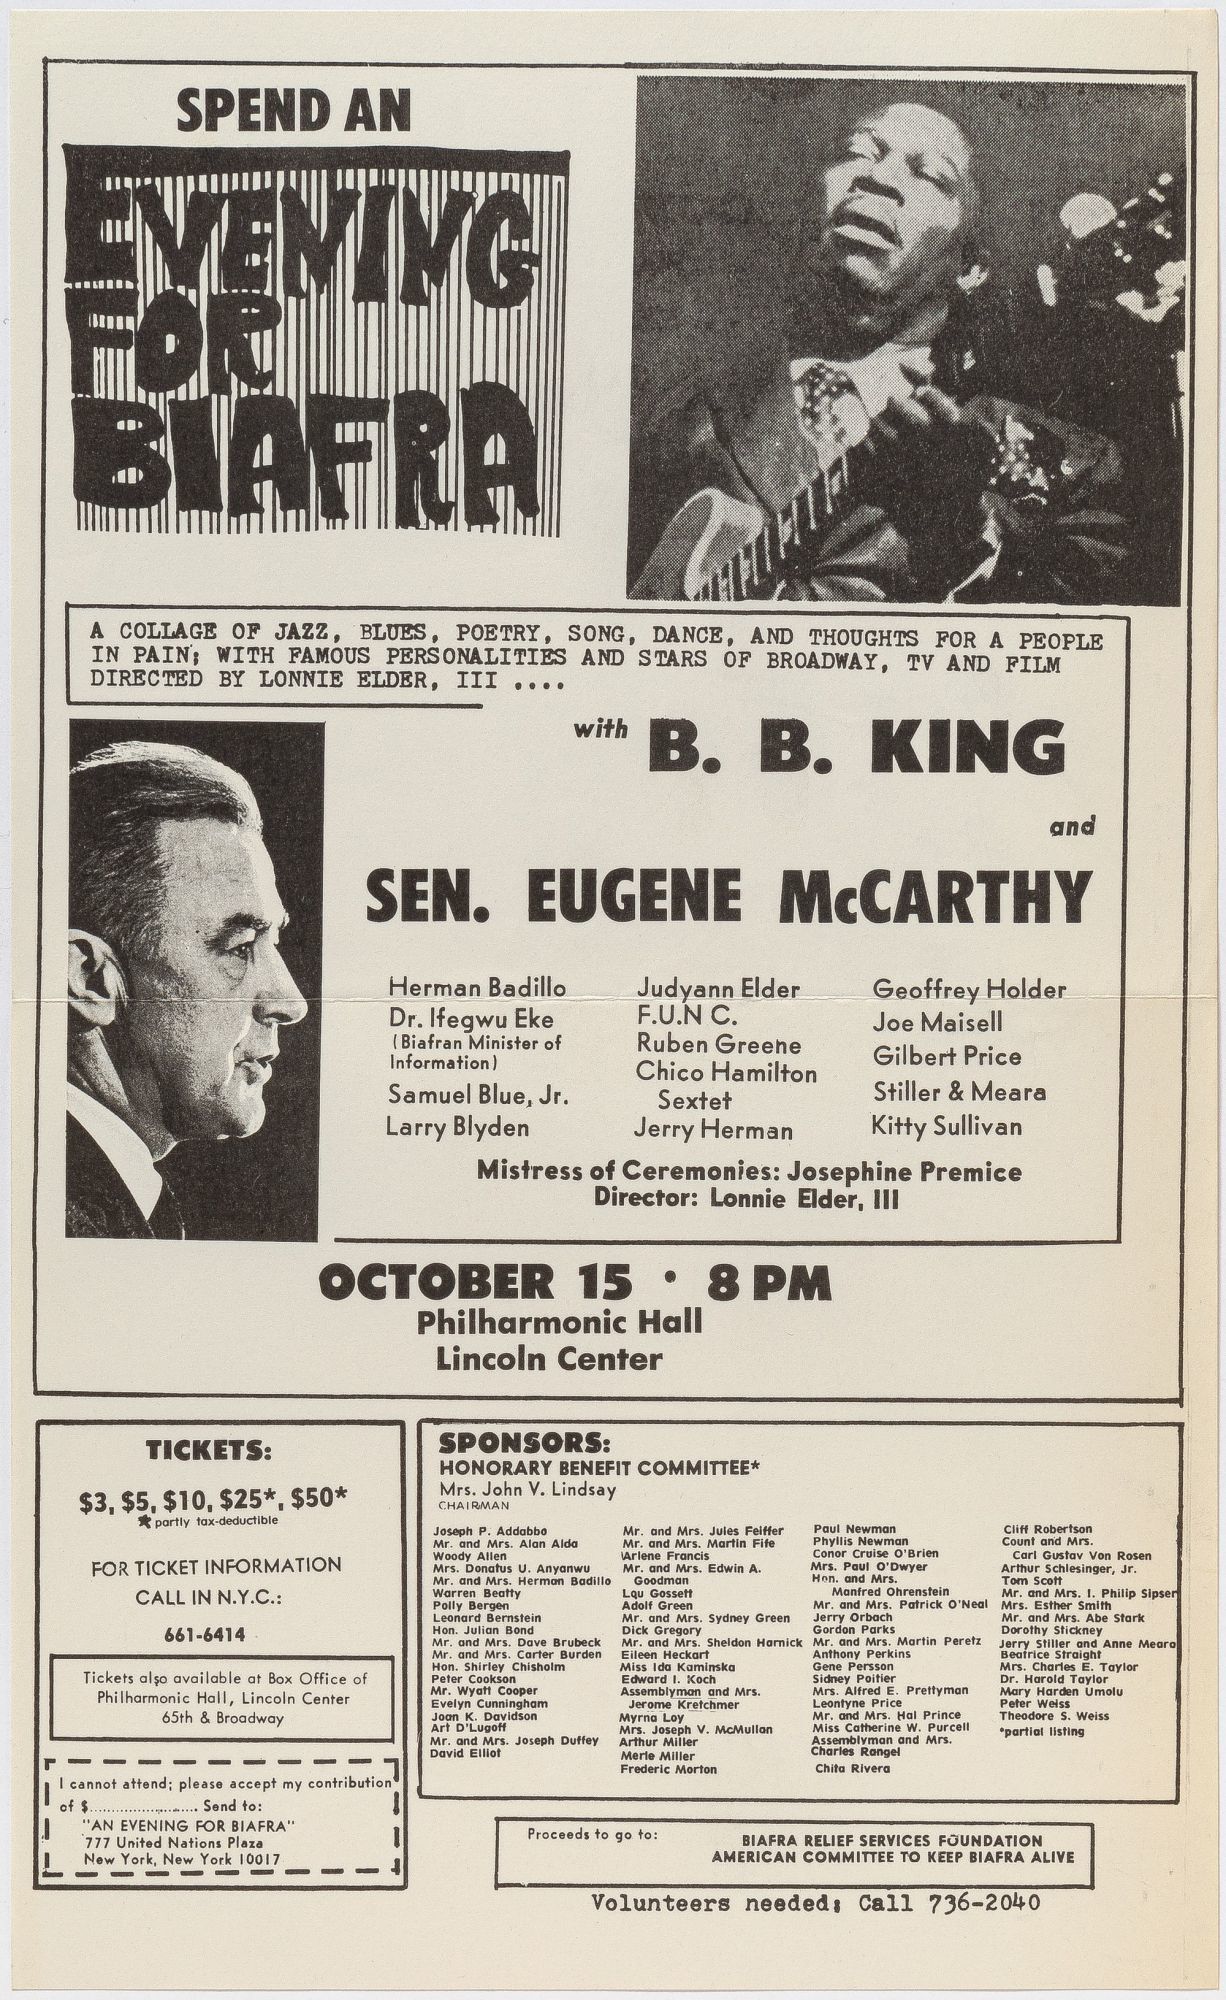 SPEND AN
EVENING
FOR
BIAFRA
A COLLAGE OF JAZZ, BLUES, POETRY, SONG, DANCE, AND THOUGHTS FOR A PEOPLE
IN PAIN; WITH FAMOUS PERSONALITIES AND STARS OF BROADWAY, TV AND FILM
DIRECTED BY LONNIE ELDER, III ....
with B. B. KING
and
SEN. EUGENE McCARTHY
Herman Badillo
Dr. Ifegwu Eke
(Biafran Minister of
Information)
Samuel Blue, Jr.
Larry Blyden
Judyann Elder
F.U.N C.
Ruben Greene
Chico Hamilton
Sextet
Jerry Herman
Geoffrey Holder
Joe Maisell
Gilbert Price
Stiller & Meara
Kitty Sullivan
Mistress of Ceremonies: Josephine Premice
Director: Lonnie Elder, III
OCTOBER 15 • 8 PM
Philharmonic Hall
Lincoln Center
TICKETS:
$3, $5, $10, $25*, $50*
* partly tax-deductible
FOR TICKET INFORMATION
CALL IN N.Y.C.:
661-6414
Tickets also available at Box Office of
Philharmonic Hall, Lincoln Center
65th & Broadway
I cannot attend; please accept my contribution
of $........................ Send to:
"AN EVENING FOR BIAFRA"
777 United Nations Plaza
New York, New York 10017
SPONSORS:
HONORARY BENEFIT COMMITTEE*
Mrs. John V. Lindsay
CHAIRMAN
Joseph P. Addabbo
Mr. and Mrs. Alan Alda
Woody Allen
Mrs. Donatus U. Anyanwu
Mr. and Mrs. Herman Badillo
Warren Beatty
Polly Bergen
Leonard Bernstein
Hon. Julian Bond
Mr. and Mrs. Dave Brubeck
Mr. and Mrs. Carter Burden
Hon. Shirley Chisholm
Peter Cookson
Mr. Wyatt Cooper
Evelyn Cunningham
Joan K. Davidson
Art D'Lugoff
Mr. and Mrs. Joseph Duffey
David Elliot
Mr. and Mrs. Jules Feiffer
Mr. and Mrs. Martin Fife
Arlene Francis
Mr. and Mrs. Edwin A.
Goodman
Lou Gossett
Adolf Green
Mr. and Mrs. Sydney Green
Dick Gregory
Mr. and Mrs. Sheldon Harnick
Eileen Heckart
Miss Ida Kaminska
Edward I. Koch
Assemblyman and Mrs.
Jerome Kretchmer
Myrna Loy
Mrs. Joseph V. McMullan
Arthur Miller
Merle Miller
Frederic Morton
Paul Newman
Phyllis Newman
Conor Cruise O'Brien
Mrs. Paul O'Dwyer
Hon. and Mrs.
Manfred Ohrenstein
Mr. and Mrs. Patrick O'Neal
Jerry Orbach
Gordon Parks
Mr. and Mrs. Martin Peretz
Anthony Perkins
Gene Persson
Sidney Poitier
Mrs. Alfred E. Prettyman
Leontyne Price
Mr. and Mrs. Hal Prince
Miss Catherine W. Purcell
Assemblyman and Mrs.
Charles Rangel
Chita Rivera
Cliff Robertson
Count and Mrs.
Carl Gustav Von Rosen
Arthur Schlesinger, Jr.
Tom Scott
Mr. and Mrs. I. Philip Sipser
Mrs. Esther Smith
Mr. and Mrs. Abe Stark
Dorothy Stickney
Jerry Stiller and Anne Meara
Beatrice Straight
Mrs. Charles E. Taylor
Dr. Harold Taylor
Mary Harden Umolu
Peter Weiss
Theodore S. Weiss
*partial listing
Proceeds to go to:
BIAFRA RELIEF SERVICES FOUNDATION
AMERICAN COMMITTEE TO KEEP BIAFRA ALIVE
Volunteers needed; Call 736-2040